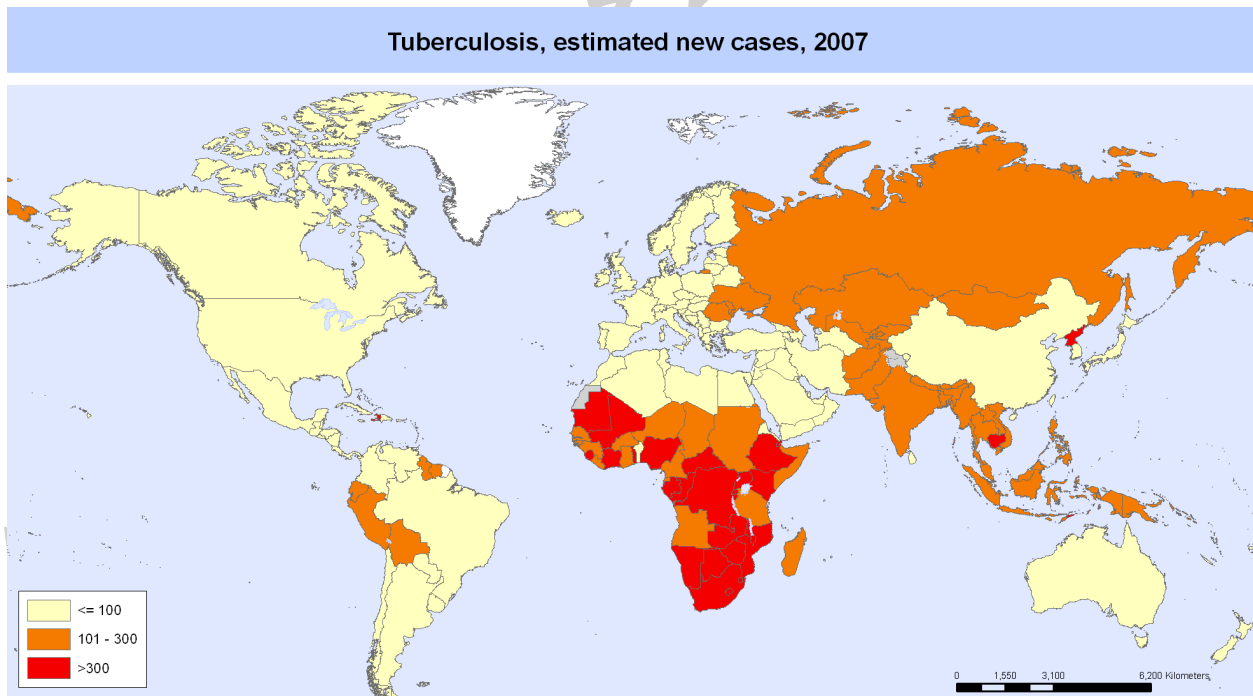 Tuberculosis, estimated new cases, 2007
<= 100
101 - 300
>300
0 1,550 3,100 6,200 Kilometers